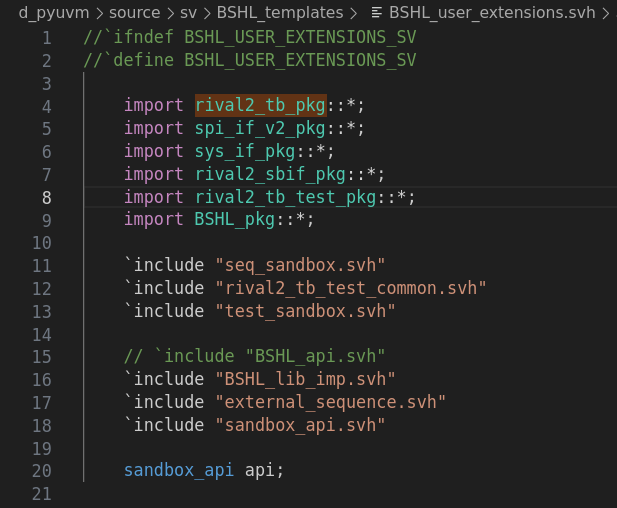 d_pyuvm > source > sv > BSHL_templates > BSHL_user_extensions.svh >
1 //`ifndef BSHL_USER_EXTENSIONS_SV
2 //`define BSHL_USER_EXTENSIONS_SV
3
4 import rival2_tb_pkg::*;
5 import spi_if_v2_pkg::*;
6 import sys_if_pkg::*;
7 import rival2_sbif_pkg::*;
8 import rival2_tb_test_pkg::*;
9 import BSHL_pkg::*;
10
11 `include "seq_sandbox.svh"
12 `include "rival2_tb_test_common.svh"
13 `include "test_sandbox.svh"
14
15 // `include "BSHL_api.svh"
16 `include "BSHL_lib_imp.svh"
17 `include "external_sequence.svh"
18 `include "sandbox_api.svh"
19
20 sandbox_api api;
21